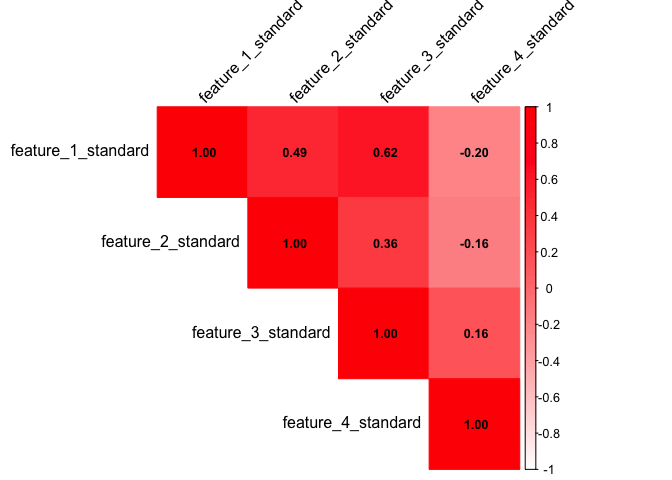 feature_1_standard
feature_2_standard
feature_3_standard
feature_4_standard
feature_1_standard 1.00 0.49 0.62 -0.20
feature_2_standard 1.00 0.36 -0.16
feature_3_standard 1.00 0.16
feature_4_standard 1.00
1
0.8
0.6
0.4
0.2
0
-0.2
-0.4
-0.6
-0.8
-1